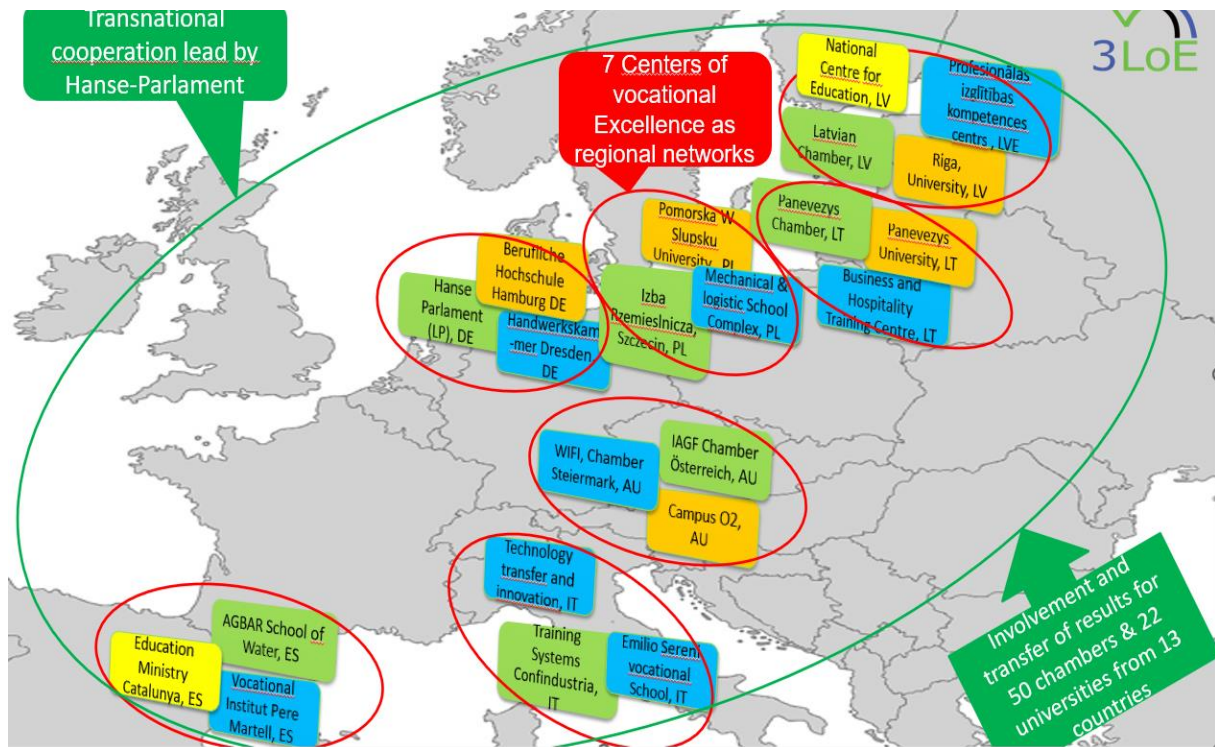 Transnational
cooperation lead by
Hanse-Parlament
7 Centers of
vocational
Excellence as
regional networks
3LoE
National
Centre for
Education, LV
Profesionālas
izglītības
kompetences
centrs , LVE
Latvian
Chamber, LV
Riga,
University, LV
Panevezys
Chamber, LT
Panevezys
University, LT
Business and
Hospitality
Training Centre, LT
Pomorska W
Slupsku
University, PL
Izba
Rzemieslnicza,
Szczecin, PL
Mechanical &
logistic School
Complex, PL
Berufliche
Hochschule
Hamburg DE
Hanse
Parlament
(LP), DE
Handwerkskam
-mer Dresden,
DE
WIFI, Chamber
Steiermark, AU
IAGF Chamber
Österreich, AU
Campus O2,
AU
Technology
transfer and
innovation, IT
Training
Systems
Confindustria,
IT
Emilio Sereni
vocational
School, IT
AGBAR School of
Water, ES
Education
Ministry
Catalunya, ES
Vocational
Institut Pere
Martell, ES
Involvement and
transfer of results for
50 chambers & 22
universities from 13
countries